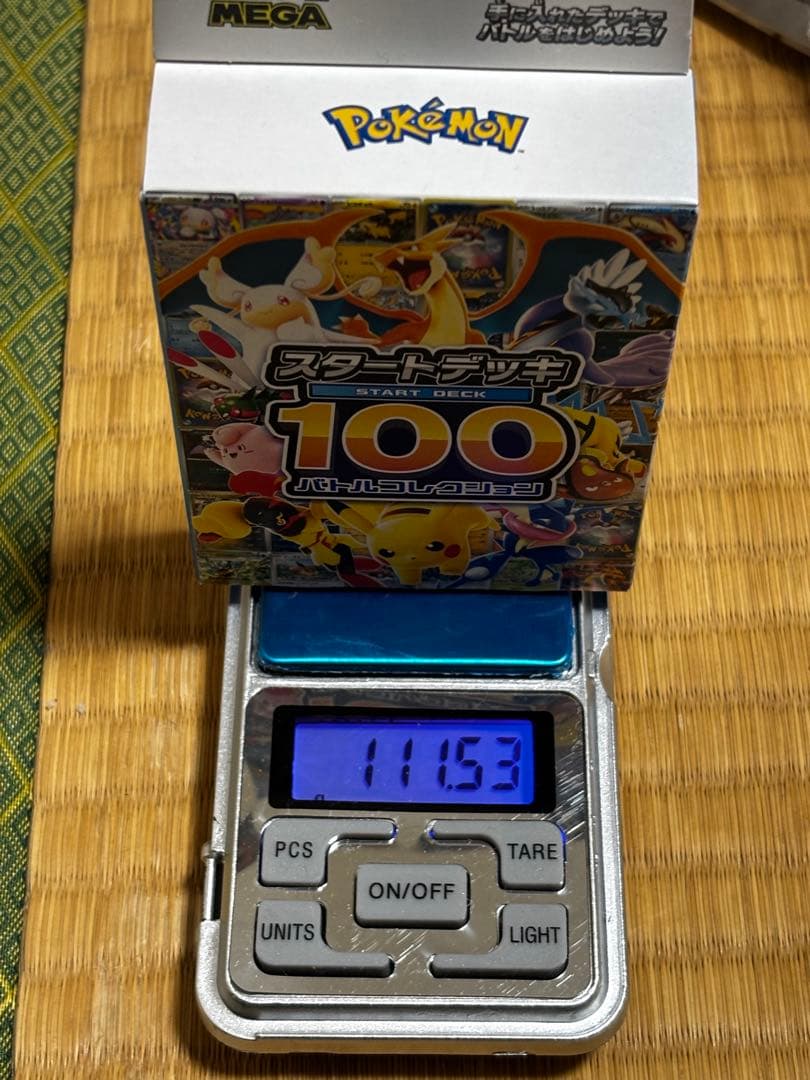 MEGA
手に入れたデッキで
バトルをはじめよう!
POKéMON
スタートデッキ
START DECK
100
バトルコレクション
111.53
g
PCS
TARE
ON/OFF
UNITS
LIGHT